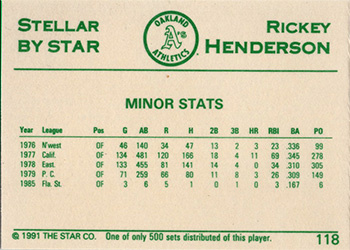 STELLAR
BY STAR
OAKLAND
A's
ATHLETICS
RICKEY
HENDERSON
MINOR STATS
Year League Pos G AB R H 2B 3B HR RBI BA PO
1976 N'west OF 46 140 34 47 13 2 3 23 .336 99
1977 Calif. OF 134 481 120 166 18 4 11 69 .345 278
1978 East. OF 133 455 81 141 14 4 0 34 .310 305
1979 P. C. OF 71 259 66 80 11 8 3 26 .309 149
1985 Fla. St. OF 3 6 5 1 0 1 0 3 .167 6
© 1991 THE STAR CO. One of only 500 sets distributed of this player.
118